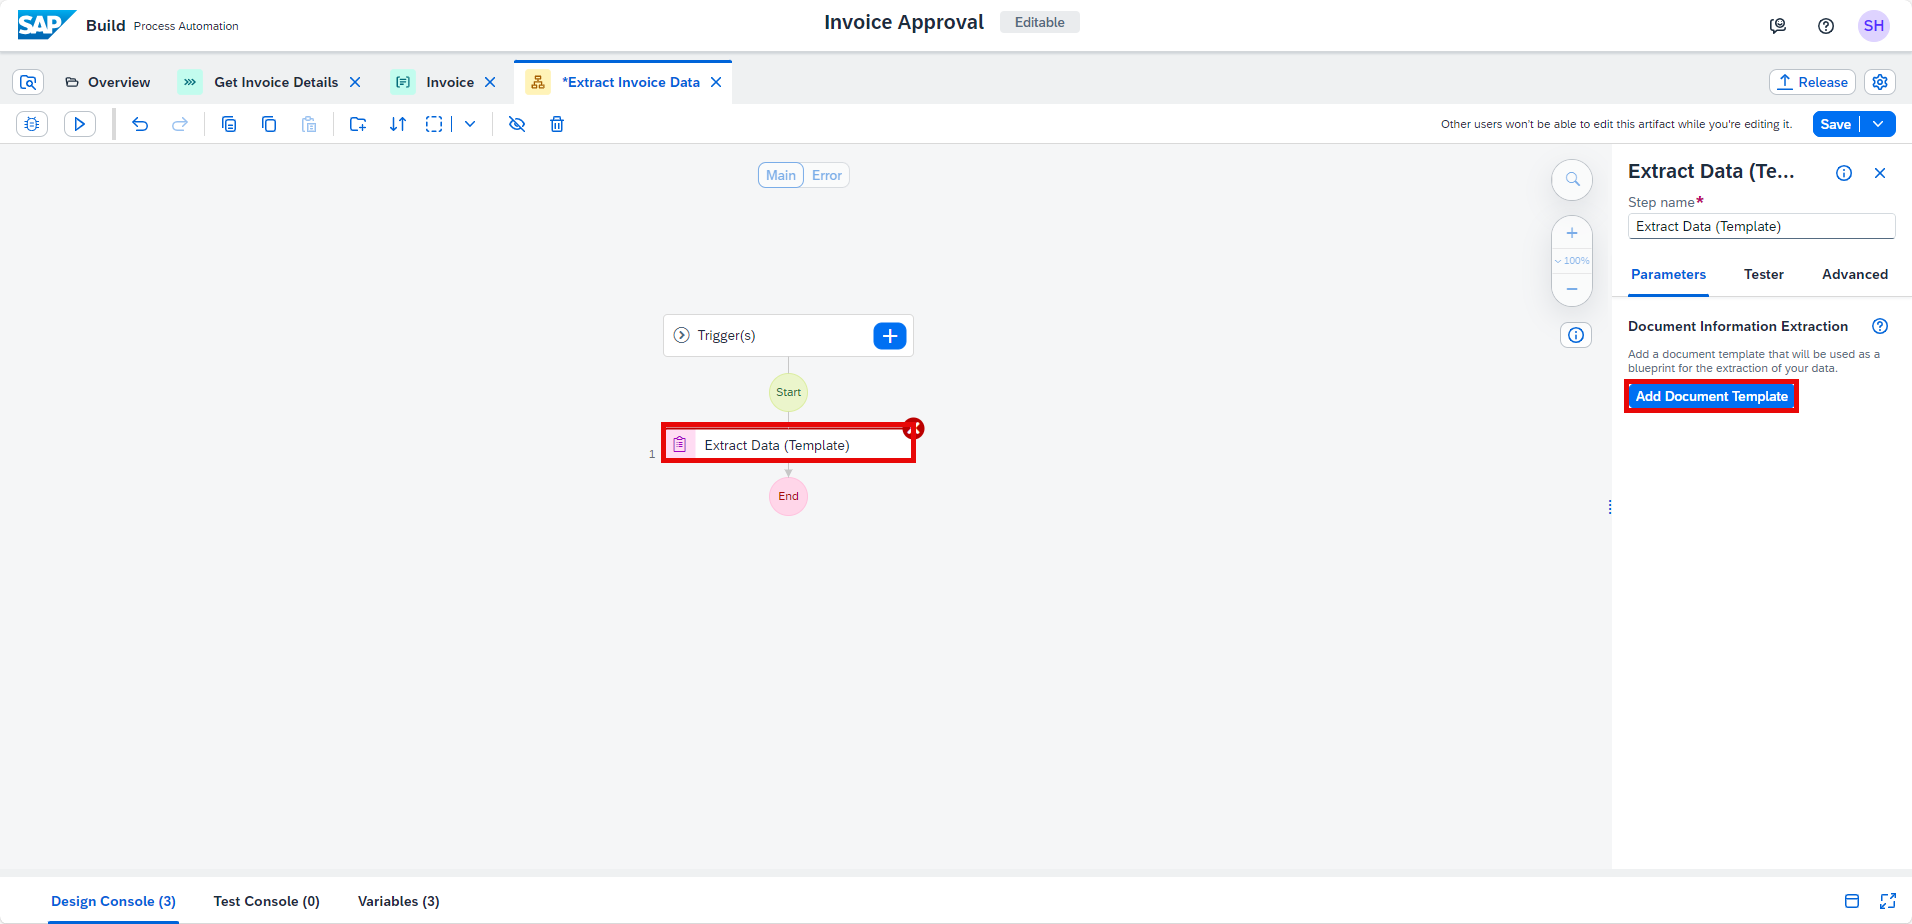 SAP Build Process Automation
Invoice Approval Editable
SH
Overview Get Invoice Details Invoice *Extract Invoice Data
Release
Other users won't be able to edit this artifact while you're editing it. Save
Main Error
100%
Trigger(s)
Start
1 Extract Data (Template)
End
Extract Data (Te...
Step name*
Extract Data (Template)
Parameters Tester Advanced
Document Information Extraction
Add a document template that will be used as a
blueprint for the extraction of your data.
Add Document Template
Design Console (3) Test Console (0) Variables (3)